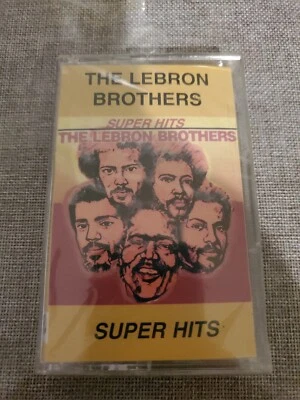 THE LEBRON
BROTHERS
SUPER HITS
THE LEBRON BROTHERS
SUPER HITS